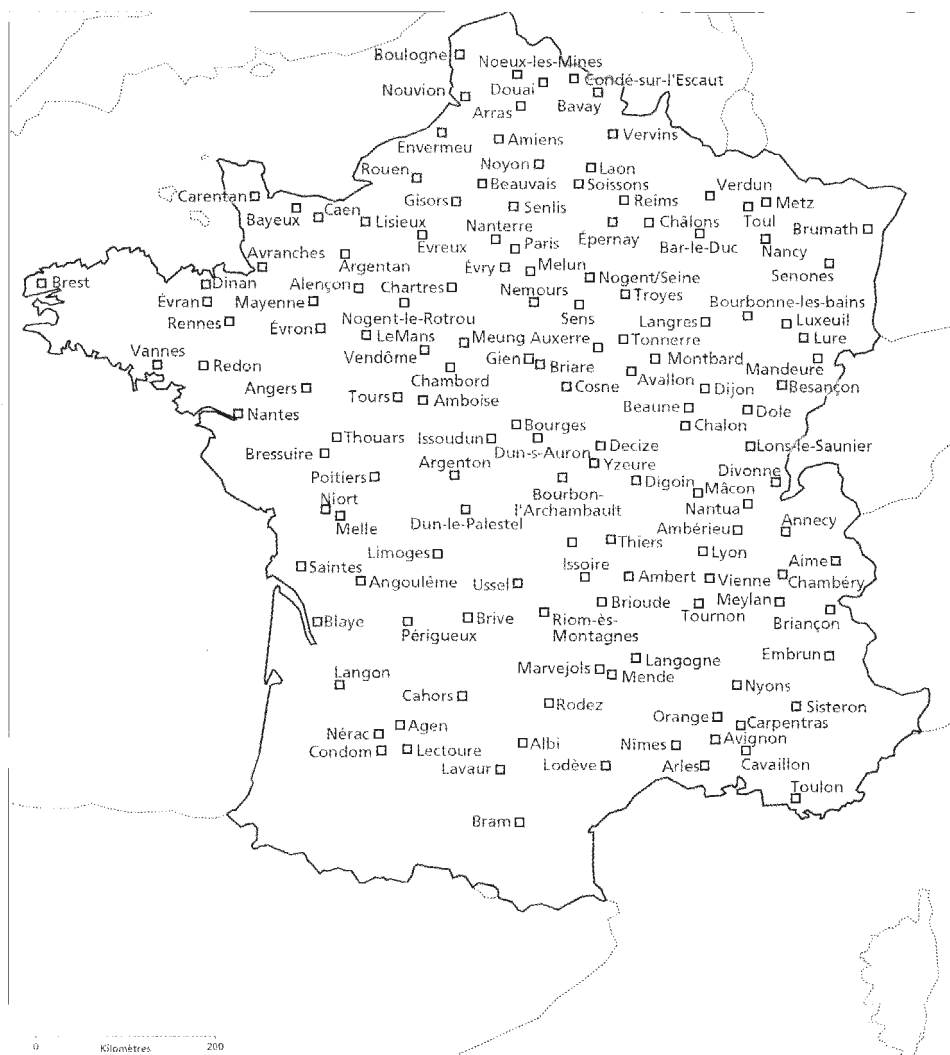 Boulogne
Noeux-les-Mines
Condé-sur-l'Escaut
Nouvion
Douai
Bavay
Arras
Envermeu
Amiens
Vervins
Rouen
Noyon
Laon
Carentan
Beauvais
Soissons
Verdun
Gisors
Senlis
Reims
Metz
Bayeux
Caen
Lisieux
Nanterre
Châlons
Toul
Brumath
Evreux
Paris
Épernay
Bar-le-Duc
Nancy
Avranches
Argentan
Évry
Melun
Senones
Brest
Dinan
Alençon
Chartres
Nogent/Seine
Évran
Mayenne
Nemours
Troyes
Bourbonne-les-bains
Rennes
Évron
Nogent-le-Rotrou
Sens
Langres
Luxeuil
LeMans
Meung
Auxerre
Tonnerre
Lure
Vannes
Vendôme
Gien
Montbard
Redon
Chambord
Briare
Avallon
Mandeure
Angers
Tours
Amboise
Cosne
Dijon
Besançon
Nantes
Beaune
Dole
Bourges
Chalon
Thouars
Issoudun
Dun-s-Auron
Decize
Lons-le-Saunier
Bressuire
Yzeure
Poitiers
Argenton
Bourbon-
l'Archambault
Digoin
Divonne
Mâcon
Niort
Nantua
Melle
Dun-le-Palestel
Ambérieu
Annecy
Limoges
Thiers
Lyon
Aime
Saintes
Angoulême
Ussel
Issoire
Ambert
Vienne
Chambéry
Brioude
Tournon
Meylan
Blaye
Périgueux
Brive
Riom-ès-
Montagnes
Briançon
Langogne
Embrun
Langon
Marvejols
Mende
Nyons
Cahors
Rodez
Sisteron
Orange
Carpentras
Agen
Nérac
Avignon
Condom
Lectoure
Albi
Nîmes
Cavaillon
Lavaur
Lodève
Arles
Toulon
Bram
0
Kilomètres
200